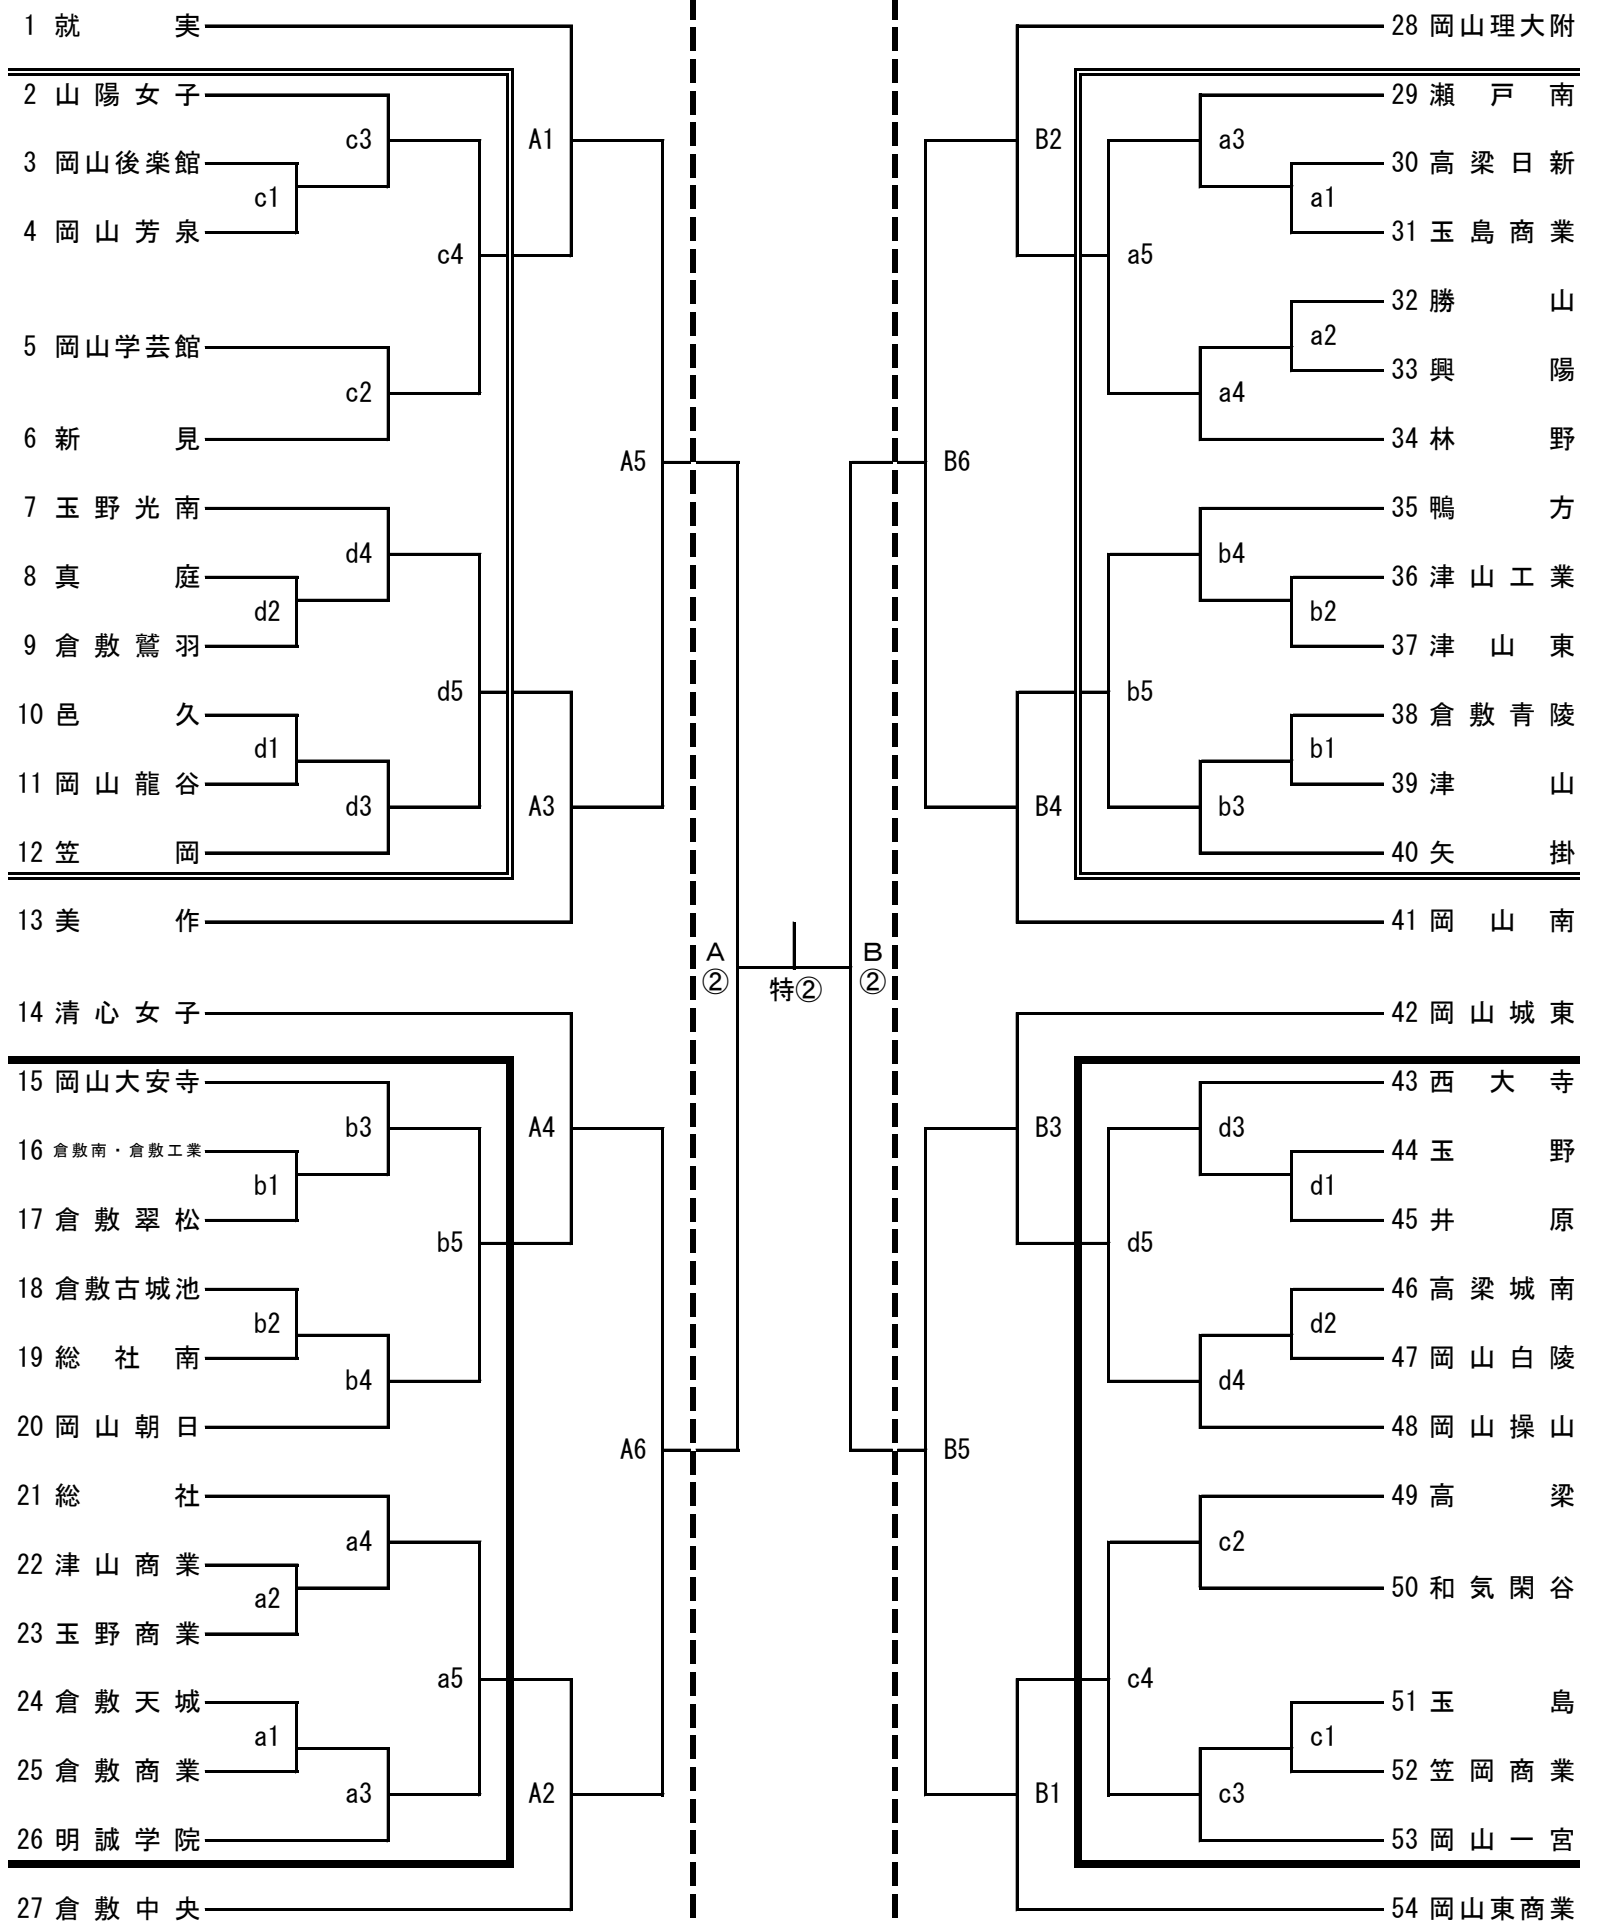 1 就実
2 山陽女子
3 岡山後楽館
4 岡山芳泉
5 岡山学芸館
6 新見
7 玉野光南
8 真庭
9 倉敷鷲羽
10 邑久
11 岡山龍谷
12 笠岡
13 美作
14 清心女子
15 岡山大安寺
16 倉敷南・倉敷工業
17 倉敷翠松
18 倉敷古城池
19 総社南
20 岡山朝日
21 総社
22 津山商業
23 玉野商業
24 倉敷天城
25 倉敷商業
26 明誠学院
27 倉敷中央
c1
c3
c2
c4
d2
d4
d1
d3
d5
b1
b3
b2
b4
b5
a2
a4
a1
a3
a5
A1
A3
A4
A2
A5
A6
A
②
特②
B
②
B6
B5
B2
B4
B3
B1
a5
b5
d5
c4
a3
a1
a2
a4
b4
b2
b1
b3
d3
d1
d2
d4
c2
c1
c3
28 岡山理大附
29 瀬戸南
30 高梁日新
31 玉島商業
32 勝山
33 興陽
34 林野
35 鴨方
36 津山工業
37 津山東
38 倉敷青陵
39 津山
40 矢掛
41 岡山南
42 岡山城東
43 西大寺
44 玉野
45 井原
46 高梁城南
47 岡山白陵
48 岡山操山
49 高梁
50 和気閑谷
51 玉島
52 笠岡商業
53 岡山一宮
54 岡山東商業